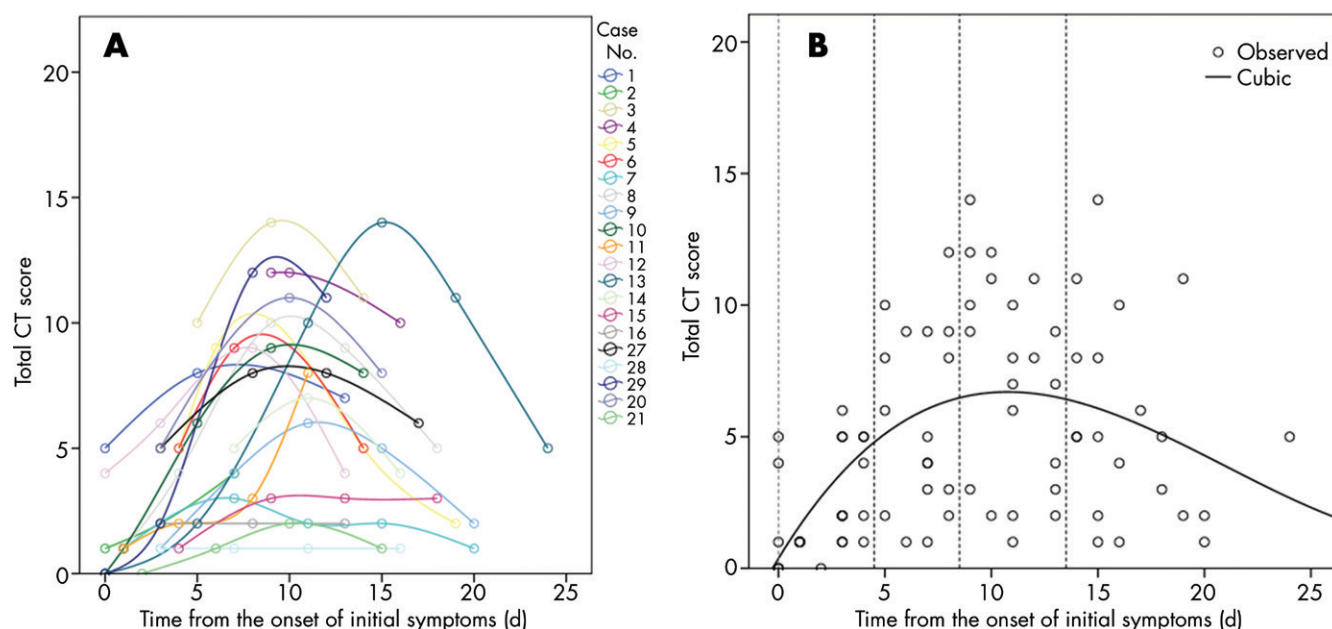 A
Case
No.
1
2
3
4
5
6
7
8
9
10
11
12
13
14
15
16
27
28
29
20
21
20
15
10
5
0
Total CT score
0 5 10 15 20 25
Time from the onset of initial symptoms (d)
B
Observed
Cubic
20
15
10
5
0
Total CT score
0 5 10 15 20 25
Time from the onset of initial symptoms (d)